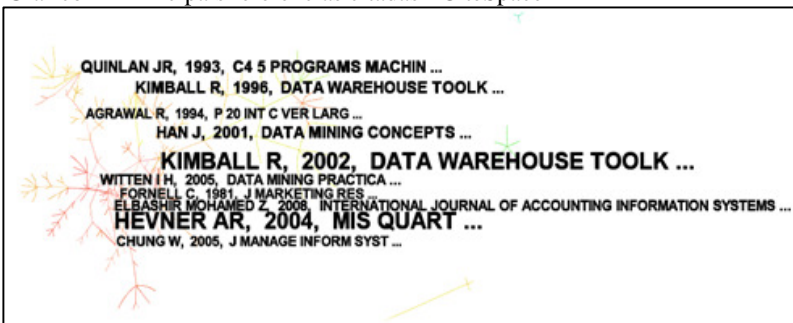 QUINLAN JR, 1993, C4 5 PROGRAMS MACHIN ...
KIMBALL R, 1996, DATA WAREHOUSE TOOLK ...
AGRAWAL R, 1994, P 20 INT C VER LARG ...
HAN J, 2001, DATA MINING CONCEPTS ...
KIMBALL R, 2002, DATA WAREHOUSE TOOLK ...
WITTEN I H, 2005, DATA MINING PRACTICA ...
FORNELL C, 1981, J MARKETING RES ...
ELBASHIR MOHAMED Z, 2008, INTERNATIONAL JOURNAL OF ACCOUNTING INFORMATION SYSTEMS ...
HEVNER AR, 2004, MIS QUART ...
CHUNG W, 2005, J MANAGE INFORM SYST ...